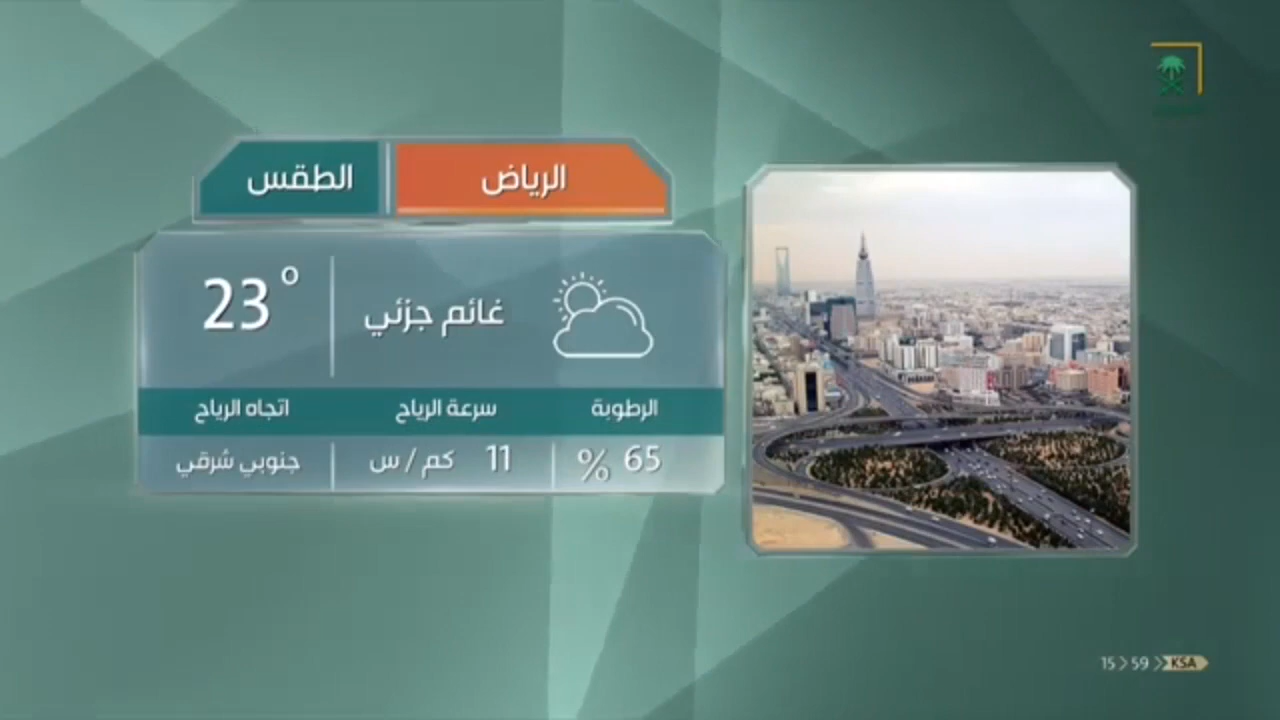 الرياض الطقس
غائم جزئي 23°
الرطوبة سرعة الرياح اتجاه الرياح
65 % 11 كم / س جنوبي شرقي
15 > 59 >> KSA